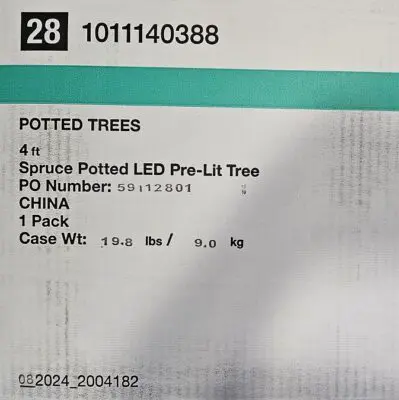 28 1011140388
POTTED TREES
4 ft
Spruce Potted LED Pre-Lit Tree
PO Number: 59112801
CHINA
1 Pack
Case Wt: 19.8 lbs / 9.0 kg
082024_2004182